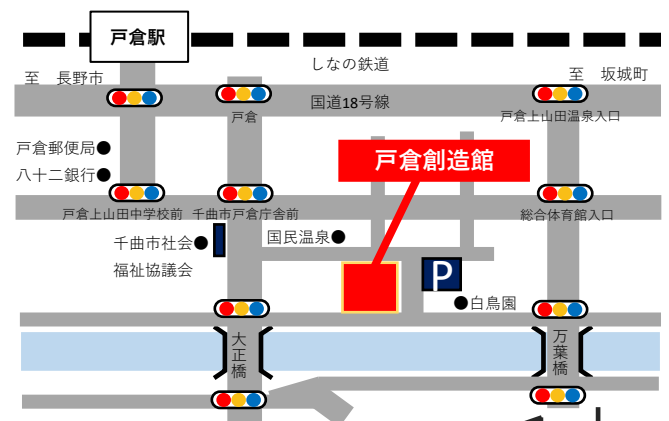 戸倉駅
しなの鉄道
至 長野市
至 坂城町
国道18号線
戸倉
戸倉上山田温泉入口
戸倉郵便局
八十二銀行
戸倉創造館
戸倉上山田中学校前
千曲市戸倉庁舎前
総合体育館入口
千曲市社会
福祉協議会
国民温泉
P
白鳥園
大正橋
万葉橋